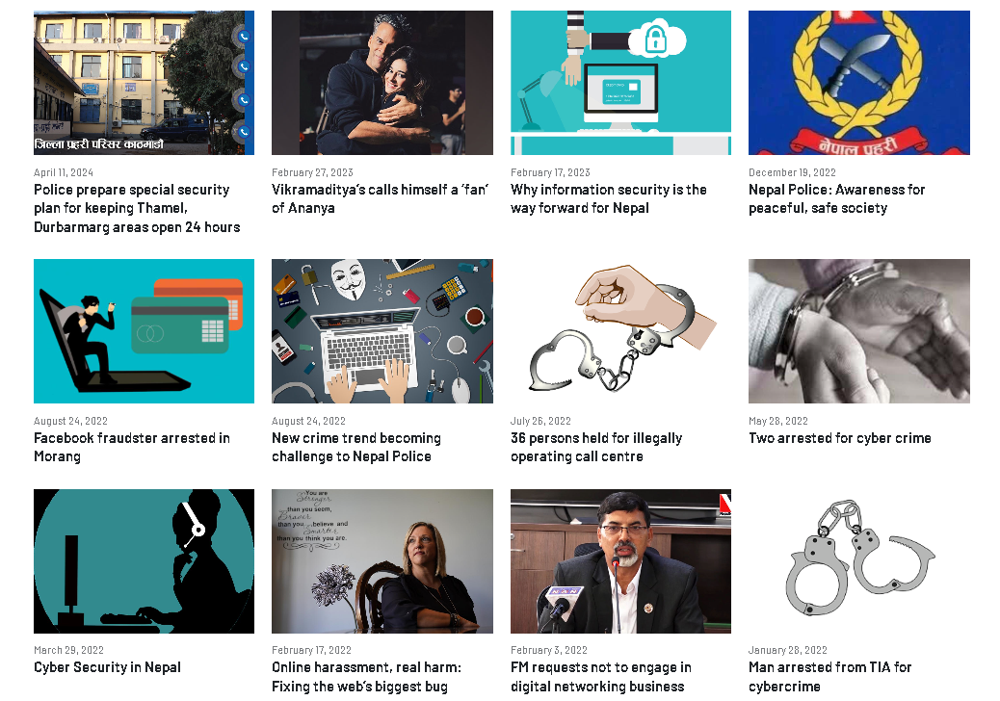 जिल्ला प्रहरी परिसर काठमाडौं
April 11, 2024
Police prepare special security
plan for keeping Thamel,
Durbarmarg areas open 24 hours
February 27, 2023
Vikramaditya's calls himself a ‘fan’
of Ananya
February 17, 2023
Why information security is the
way forward for Nepal
नेपाल प्रहरी
December 19, 2022
Nepal Police: Awareness for
peaceful, safe society
August 24, 2022
Facebook fraudster arrested in
Morang
August 24, 2022
New crime trend becoming
challenge to Nepal Police
July 26, 2022
36 persons held for illegally
operating call centre
May 28, 2022
Two arrested for cyber crime
March 29, 2022
Cyber Security in Nepal
You are
Stronger
than you seem,
Braver
than you believe and
Smarter
than you think you are.
February 17, 2022
Online harassment, real harm:
Fixing the web's biggest bug
February 3, 2022
FM requests not to engage in
digital networking business
January 28, 2022
Man arrested from TIA for
cybercrime